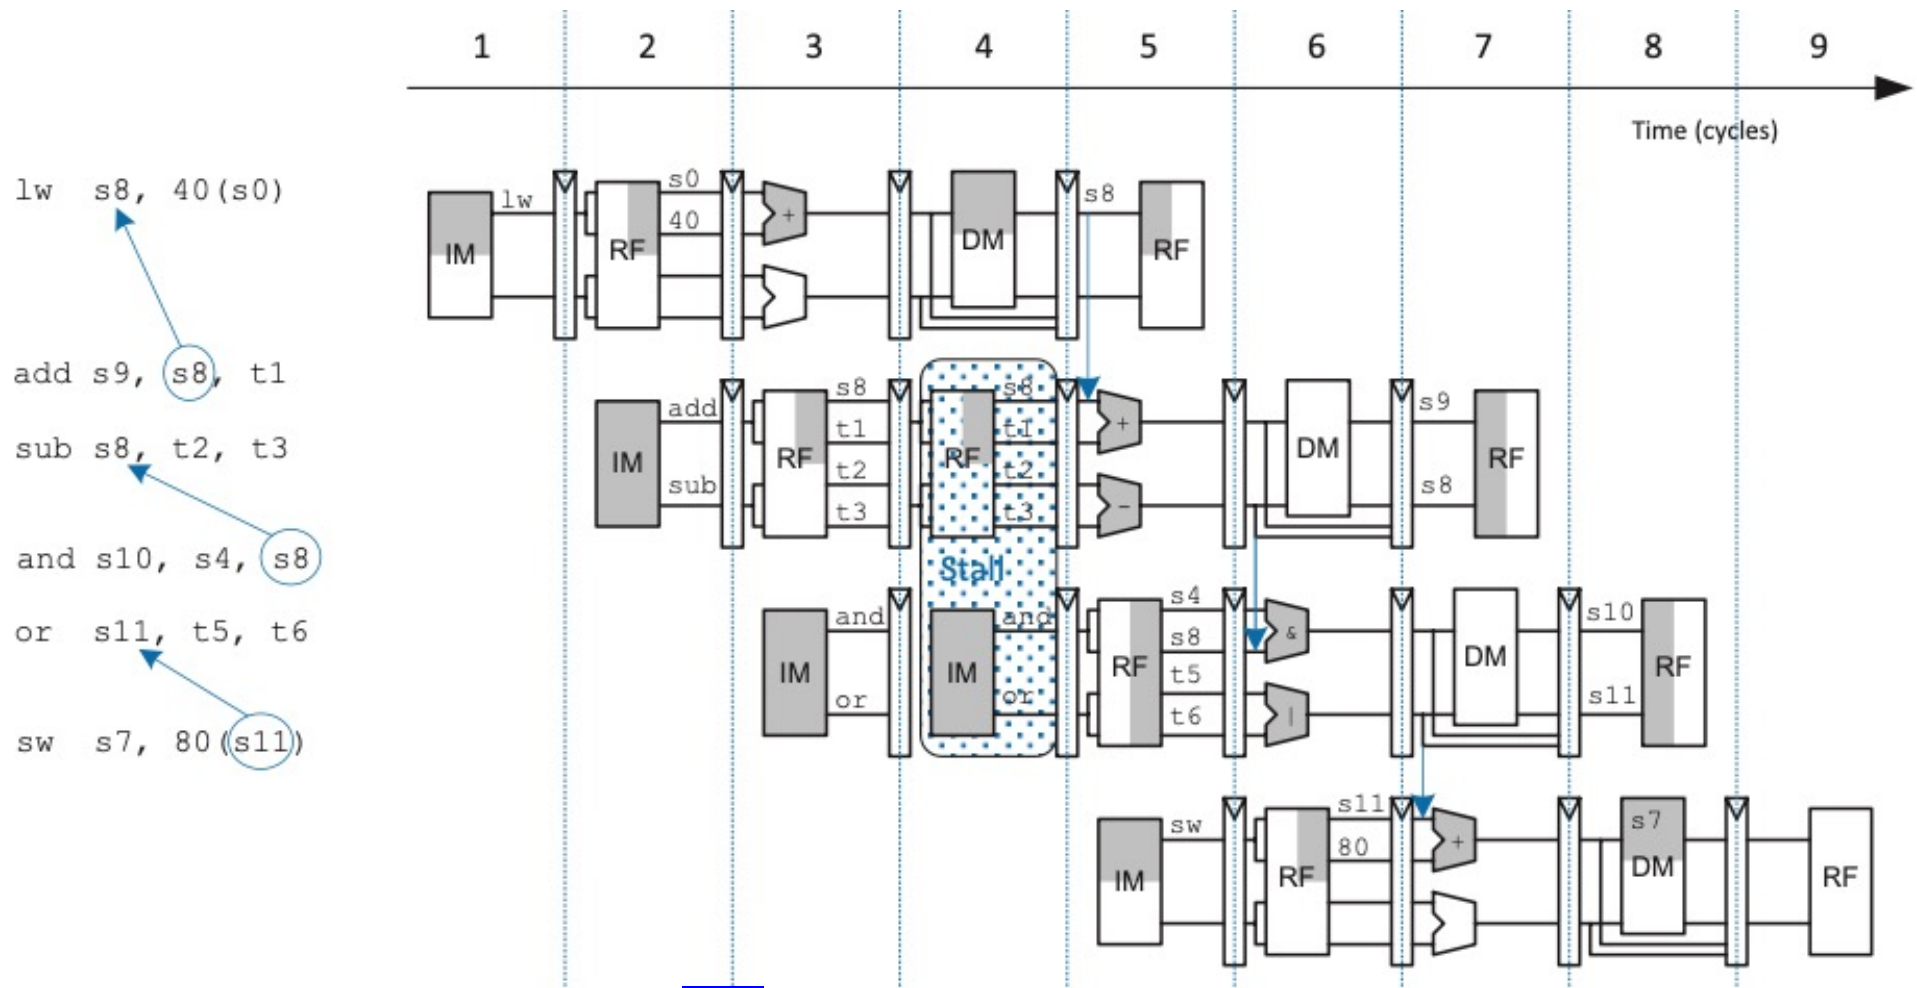 1 2 3 4 5 6 7 8 9
Time (cycles)
lw s8, 40(s0)
IM lw RF s0 40 + DM s8 RF
add s9, s8, t1
sub s8, t2, t3
IM add sub RF s8 t1 t2 t3 RF s8 t1 t2 t3 + - DM s9 s8 RF
Stall
and s10, s4, s8
or s11, t5, t6
IM and or IM and or RF s4 s8 t5 t6 & | DM s10 s11 RF
sw s7, 80(s11)
IM sw RF s11 80 + s7 DM RF